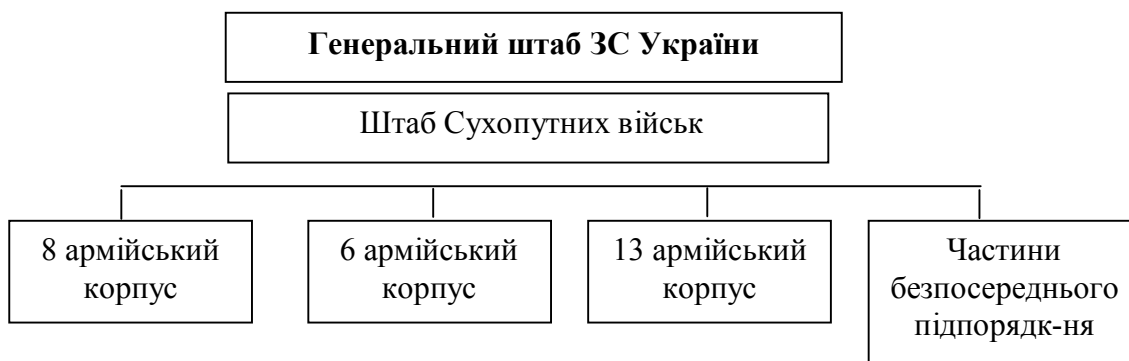 Генеральний штаб ЗС України
Штаб Сухопутних військ
8 армійський
корпус
6 армійський
корпус
13 армійський
корпус
Частини
безпосереднього
підпорядк-ня